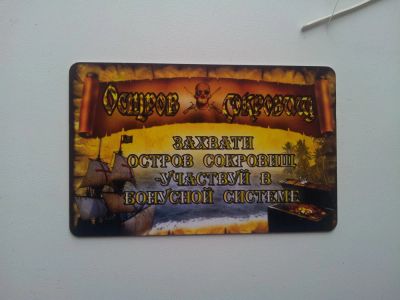 Остров Сокровищ
ЗАХВАТИ
ОСТРОВ СОКРОВИЩ
-УЧАСТВУЙ В
БОНУСНОЙ СИСТЕМЕ